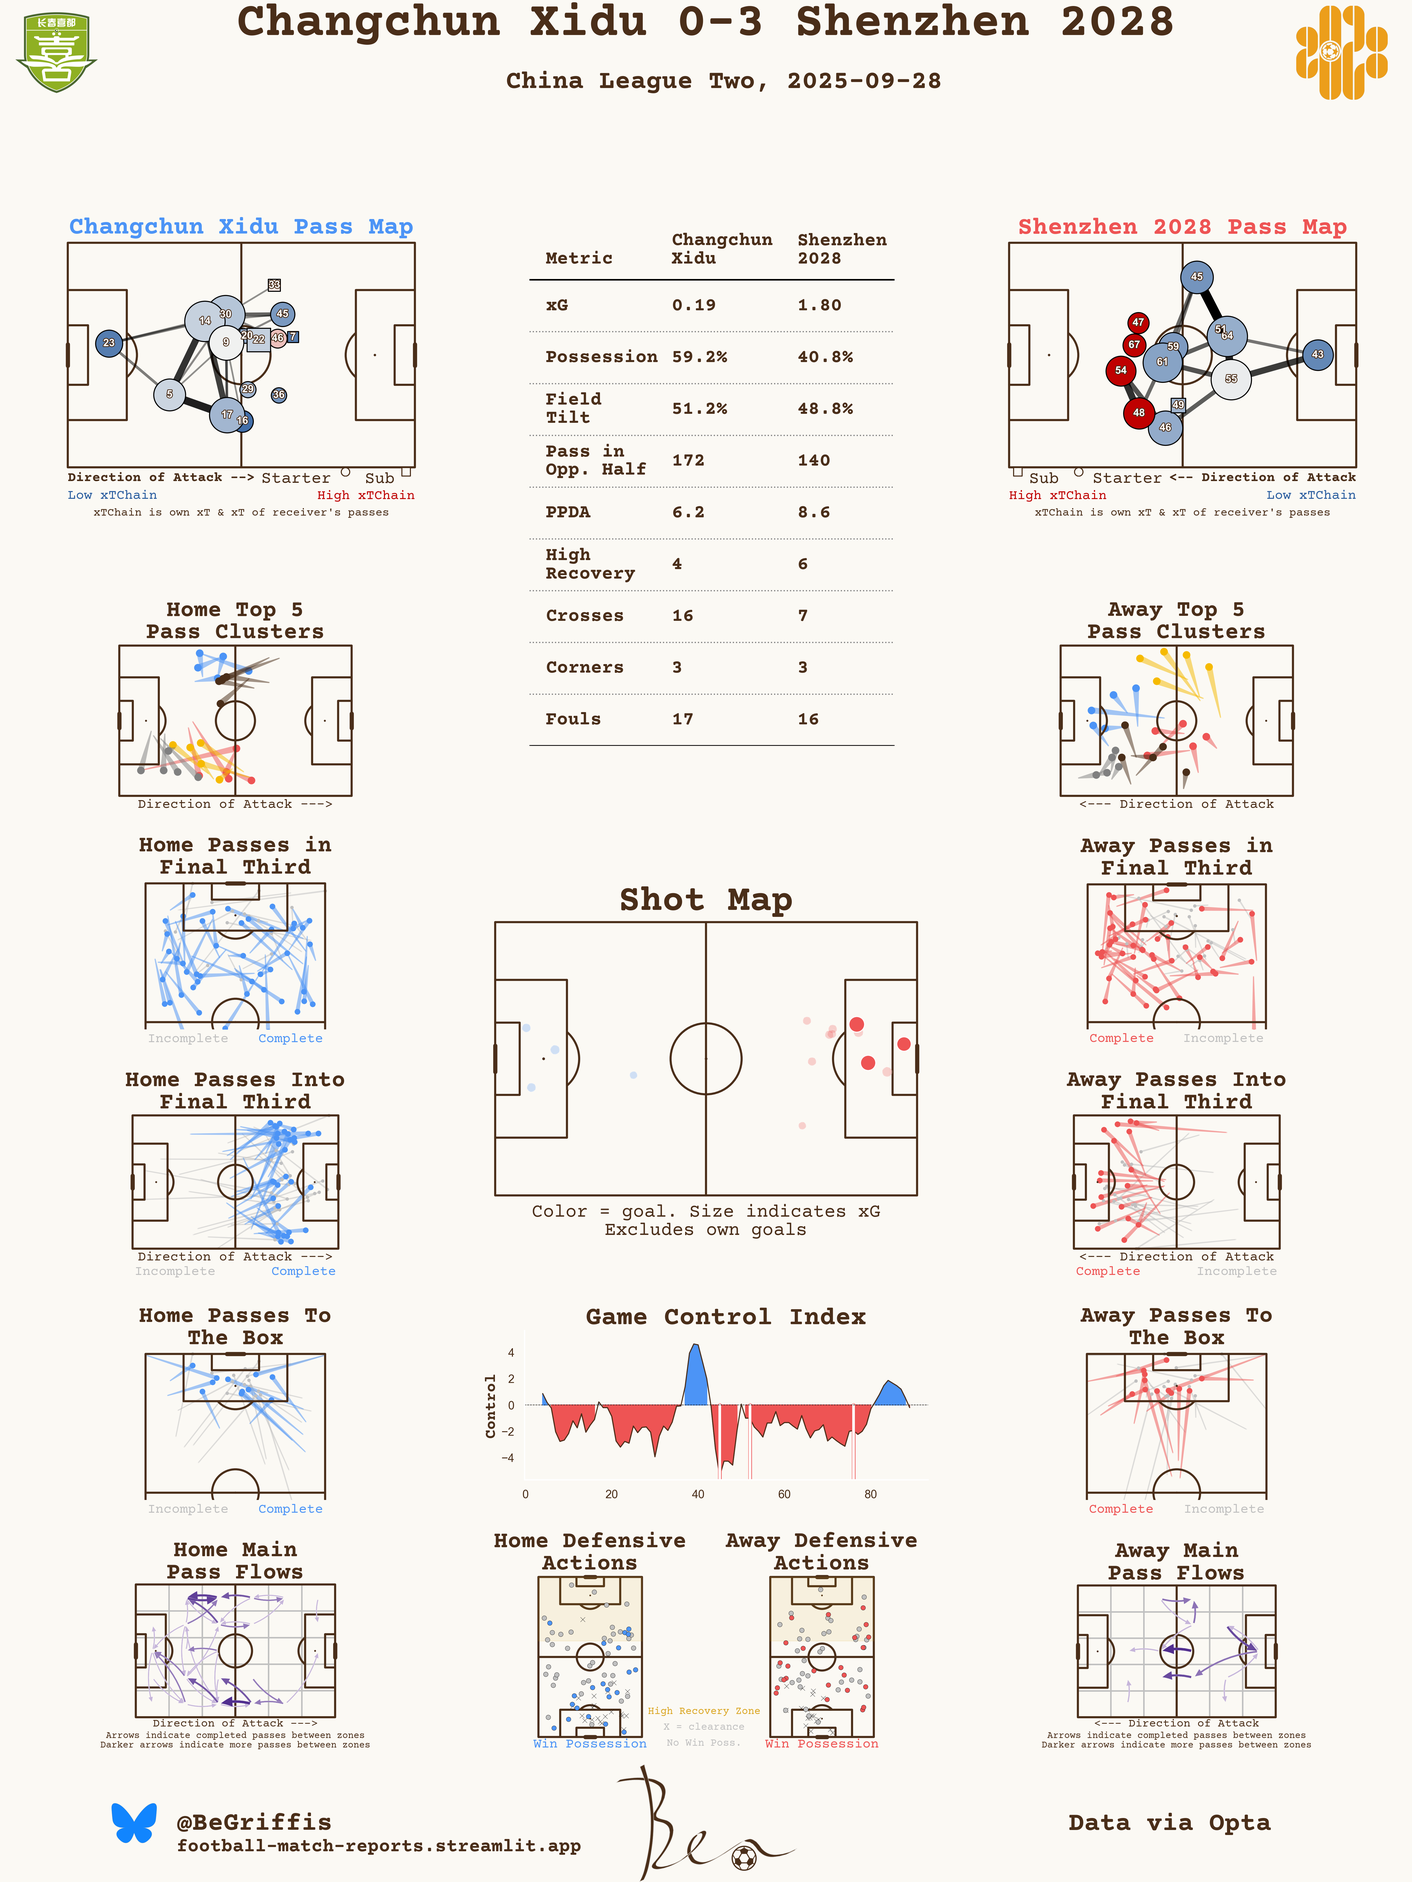 Changchun Xidu 0-3 Shenzhen 2028
China League Two, 2025-09-28
长春喜都
喜
Changchun Xidu Pass Map
33
30
45
14
20
22
46
7
9
23
29
36
5
17
16
Direction of Attack --> Starter Sub
Low xTChain High xTChain
xTChain is own xT & xT of receiver's passes
Metric Changchun Xidu Shenzhen 2028
xG 0.19 1.80
Possession 59.2% 40.8%
Field Tilt 51.2% 48.8%
Pass in Opp. Half 172 140
PPDA 6.2 8.6
High Recovery 4 6
Crosses 16 7
Corners 3 3
Fouls 17 16
Shenzhen 2028 Pass Map
45
47
51
64
67
59
43
61
54
55
49
48
46
Sub Starter <-- Direction of Attack
High xTChain Low xTChain
xTChain is own xT & xT of receiver's passes
Home Top 5
Pass Clusters
Direction of Attack --->
Away Top 5
Pass Clusters
<--- Direction of Attack
Home Passes in
Final Third
Incomplete Complete
Away Passes in
Final Third
Complete Incomplete
Shot Map
Color = goal. Size indicates xG
Excludes own goals
Home Passes Into
Final Third
Direction of Attack --->
Incomplete Complete
Away Passes Into
Final Third
<--- Direction of Attack
Complete Incomplete
Home Passes To
The Box
Incomplete Complete
Game Control Index
Control
4
2
0
−2
−4
0 20 40 60 80
Away Passes To
The Box
Complete Incomplete
Home Main
Pass Flows
Direction of Attack --->
Arrows indicate completed passes between zones
Darker arrows indicate more passes between zones
Home Defensive
Actions
Win Possession
High Recovery Zone
X = clearance
No Win Poss.
Away Defensive
Actions
Win Possession
Away Main
Pass Flows
<--- Direction of Attack
Arrows indicate completed passes between zones
Darker arrows indicate more passes between zones
@BeGriffis
football-match-reports.streamlit.app
Ben
Data via Opta